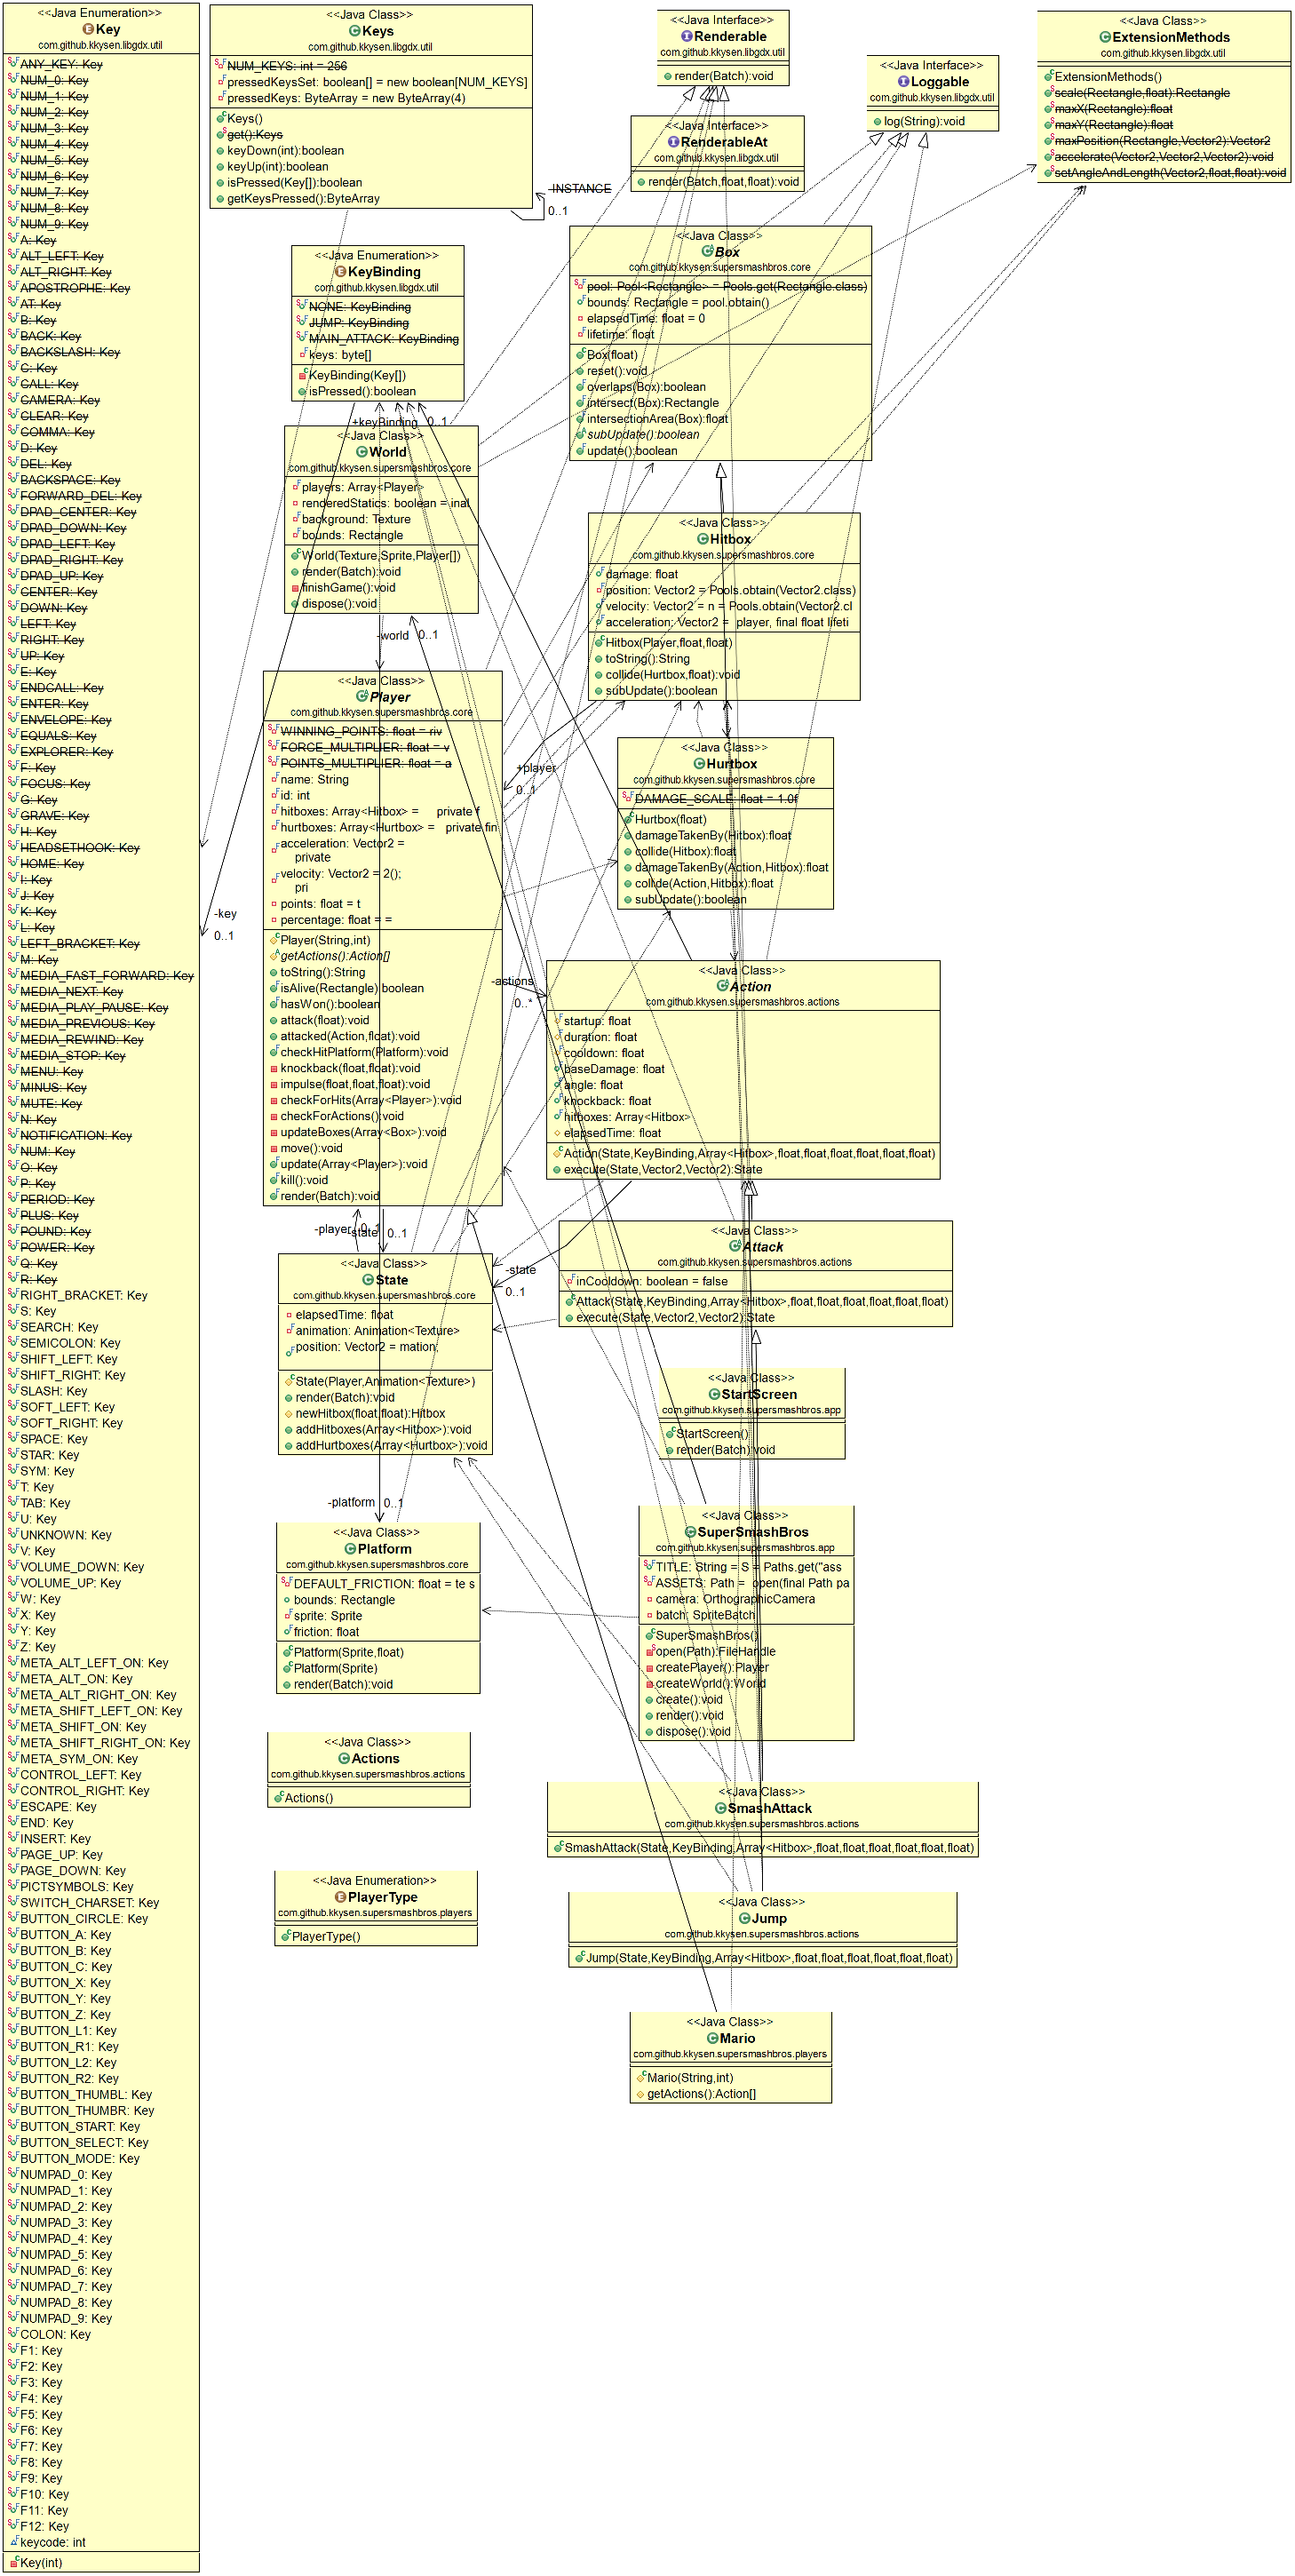 <<Java Enumeration>>
Key
com.github.kkysen.libgdx.util
ANY_KEY: Key
NUM_0: Key
NUM_1: Key
NUM_2: Key
NUM_3: Key
NUM_4: Key
NUM_5: Key
NUM_6: Key
NUM_7: Key
NUM_8: Key
NUM_9: Key
A: Key
ALT_LEFT: Key
ALT_RIGHT: Key
APOSTROPHE: Key
AT: Key
B: Key
BACK: Key
BACKSLASH: Key
C: Key
CALL: Key
CAMERA: Key
CLEAR: Key
COMMA: Key
D: Key
DEL: Key
BACKSPACE: Key
FORWARD_DEL: Key
DPAD_CENTER: Key
DPAD_DOWN: Key
DPAD_LEFT: Key
DPAD_RIGHT: Key
DPAD_UP: Key
CENTER: Key
DOWN: Key
LEFT: Key
RIGHT: Key
UP: Key
E: Key
ENDCALL: Key
ENTER: Key
ENVELOPE: Key
EQUALS: Key
EXPLORER: Key
F: Key
FOCUS: Key
G: Key
GRAVE: Key
H: Key
HEADSETHOOK: Key
HOME: Key
I: Key
J: Key
K: Key
L: Key
LEFT_BRACKET: Key
M: Key
MEDIA_FAST_FORWARD: Key
MEDIA_NEXT: Key
MEDIA_PLAY_PAUSE: Key
MEDIA_PREVIOUS: Key
MEDIA_REWIND: Key
MEDIA_STOP: Key
MENU: Key
MINUS: Key
MUTE: Key
N: Key
NOTIFICATION: Key
NUM: Key
O: Key
P: Key
PERIOD: Key
PLUS: Key
POUND: Key
POWER: Key
Q: Key
R: Key
RIGHT_BRACKET: Key
S: Key
SEARCH: Key
SEMICOLON: Key
SHIFT_LEFT: Key
SHIFT_RIGHT: Key
SLASH: Key
SOFT_LEFT: Key
SOFT_RIGHT: Key
SPACE: Key
STAR: Key
SYM: Key
T: Key
TAB: Key
U: Key
UNKNOWN: Key
V: Key
VOLUME_DOWN: Key
VOLUME_UP: Key
W: Key
X: Key
Y: Key
Z: Key
META_ALT_LEFT_ON: Key
META_ALT_ON: Key
META_ALT_RIGHT_ON: Key
META_SHIFT_LEFT_ON: Key
META_SHIFT_ON: Key
META_SHIFT_RIGHT_ON: Key
META_SYM_ON: Key
CONTROL_LEFT: Key
CONTROL_RIGHT: Key
ESCAPE: Key
END: Key
INSERT: Key
PAGE_UP: Key
PAGE_DOWN: Key
PICTSYMBOLS: Key
SWITCH_CHARSET: Key
BUTTON_CIRCLE: Key
BUTTON_A: Key
BUTTON_B: Key
BUTTON_C: Key
BUTTON_X: Key
BUTTON_Y: Key
BUTTON_Z: Key
BUTTON_L1: Key
BUTTON_R1: Key
BUTTON_L2: Key
BUTTON_R2: Key
BUTTON_THUMBL: Key
BUTTON_THUMBR: Key
BUTTON_START: Key
BUTTON_SELECT: Key
BUTTON_MODE: Key
NUMPAD_0: Key
NUMPAD_1: Key
NUMPAD_2: Key
NUMPAD_3: Key
NUMPAD_4: Key
NUMPAD_5: Key
NUMPAD_6: Key
NUMPAD_7: Key
NUMPAD_8: Key
NUMPAD_9: Key
COLON: Key
F1: Key
F2: Key
F3: Key
F4: Key
F5: Key
F6: Key
F7: Key
F8: Key
F9: Key
F10: Key
F11: Key
F12: Key
keycode: int
Key(int)
<<Java Class>>
Keys
com.github.kkysen.libgdx.util
NUM_KEYS: int = 256
pressedKeysSet: boolean[] = new boolean[NUM_KEYS]
pressedKeys: ByteArray = new ByteArray(4)
Keys()
get():Keys
keyDown(int):boolean
keyUp(int):boolean
isPressed(Key[]):boolean
getKeysPressed():ByteArray
-INSTANCE
0..1
<<Java Interface>>
Renderable
com.github.kkysen.libgdx.util
render(Batch):void
<<Java Interface>>
RenderableAt
com.github.kkysen.libgdx.util
render(Batch,float,float):void
<<Java Interface>>
Loggable
com.github.kkysen.libgdx.util
log(String):void
<<Java Class>>
ExtensionMethods
com.github.kkysen.libgdx.util
ExtensionMethods()
scale(Rectangle,float):Rectangle
maxX(Rectangle):float
maxY(Rectangle):float
maxPosition(Rectangle,Vector2):Vector2
accelerate(Vector2,Vector2,Vector2):void
setAngleAndLength(Vector2,float,float):void
<<Java Enumeration>>
KeyBinding
com.github.kkysen.libgdx.util
NONE: KeyBinding
JUMP: KeyBinding
MAIN_ATTACK: KeyBinding
keys: byte[]
KeyBinding(Key[])
isPressed():boolean
+keyBinding 0..1
-key
0..1
<<Java Class>>
Box
com.github.kkysen.supersmashbros.core
pool: Pool<Rectangle> = Pools.get(Rectangle.class)
bounds: Rectangle = pool.obtain()
elapsedTime: float = 0
lifetime: float
Box(float)
reset():void
overlaps(Box):boolean
intersect(Box):Rectangle
intersectionArea(Box):float
subUpdate():boolean
update():boolean
<<Java Class>>
World
com.github.kkysen.supersmashbros.core
players: Array<Player>
renderedStatics: boolean = inal
background: Texture
bounds: Rectangle
World(Texture,Sprite,Player[])
render(Batch):void
finishGame():void
dispose():void
-world 0..1
<<Java Class>>
Hitbox
com.github.kkysen.supersmashbros.core
damage: float
position: Vector2 = Pools.obtain(Vector2.class)
velocity: Vector2 = n = Pools.obtain(Vector2.cl
acceleration: Vector2 = player, final float lifeti
Hitbox(Player,float,float)
toString():String
collide(Hurtbox,float):void
subUpdate():boolean
+player
0..1
<<Java Class>>
Player
com.github.kkysen.supersmashbros.core
WINNING_POINTS: float = riv
FORCE_MULTIPLIER: float = v
POINTS_MULTIPLIER: float = a
name: String
id: int
hitboxes: Array<Hitbox> = private f
hurtboxes: Array<Hurtbox> = private fin
acceleration: Vector2 =
private
velocity: Vector2 = 2();
pri
points: float = t
percentage: float = =
Player(String,int)
getActions():Action[]
toString():String
isAlive(Rectangle):boolean
hasWon():boolean
attack(float):void
attacked(Action,float):void
checkHitPlatform(Platform):void
knockback(float,float):void
impulse(float,float,float):void
checkForHits(Array<Player>):void
checkForActions():void
updateBoxes(Array<Box>):void
move():void
update(Array<Player>):void
kill():void
render(Batch):void
<<Java Class>>
Hurtbox
com.github.kkysen.supersmashbros.core
DAMAGE_SCALE: float = 1.0f
Hurtbox(float)
damageTakenBy(Hitbox):float
collide(Hitbox):float
damageTakenBy(Action,Hitbox):float
collide(Action,Hitbox):float
subUpdate():boolean
-actions
0..*
<<Java Class>>
Action
com.github.kkysen.supersmashbros.actions
startup: float
duration: float
cooldown: float
baseDamage: float
angle: float
knockback: float
hitboxes: Array<Hitbox>
elapsedTime: float
Action(State,KeyBinding,Array<Hitbox>,float,float,float,float,float,float)
execute(State,Vector2,Vector2):State
-player 0..1
-state 0..1
<<Java Class>>
State
com.github.kkysen.supersmashbros.core
elapsedTime: float
animation: Animation<Texture>
position: Vector2 = mation;
State(Player,Animation<Texture>)
render(Batch):void
newHitbox(float,float):Hitbox
addHitboxes(Array<Hitbox>):void
addHurtboxes(Array<Hurtbox>):void
-state
0..1
<<Java Class>>
Attack
com.github.kkysen.supersmashbros.actions
inCooldown: boolean = false
Attack(State,KeyBinding,Array<Hitbox>,float,float,float,float,float,float)
execute(State,Vector2,Vector2):State
<<Java Class>>
StartScreen
com.github.kkysen.supersmashbros.app
StartScreen()
render(Batch):void
-platform 0..1
<<Java Class>>
Platform
com.github.kkysen.supersmashbros.core
DEFAULT_FRICTION: float = te s
bounds: Rectangle
sprite: Sprite
friction: float
Platform(Sprite,float)
Platform(Sprite)
render(Batch):void
<<Java Class>>
SuperSmashBros
com.github.kkysen.supersmashbros.app
TITLE: String = S = Paths.get("ass
ASSETS: Path = open(final Path pa
camera: OrthographicCamera
batch: SpriteBatch
SuperSmashBros()
open(Path):FileHandle
createPlayer():Player
createWorld():World
create():void
render():void
dispose():void
<<Java Class>>
Actions
com.github.kkysen.supersmashbros.actions
Actions()
<<Java Class>>
SmashAttack
com.github.kkysen.supersmashbros.actions
SmashAttack(State,KeyBinding,Array<Hitbox>,float,float,float,float,float,float)
<<Java Enumeration>>
PlayerType
com.github.kkysen.supersmashbros.players
PlayerType()
<<Java Class>>
Jump
com.github.kkysen.supersmashbros.actions
Jump(State,KeyBinding,Array<Hitbox>,float,float,float,float,float,float)
<<Java Class>>
Mario
com.github.kkysen.supersmashbros.players
Mario(String,int)
getActions():Action[]